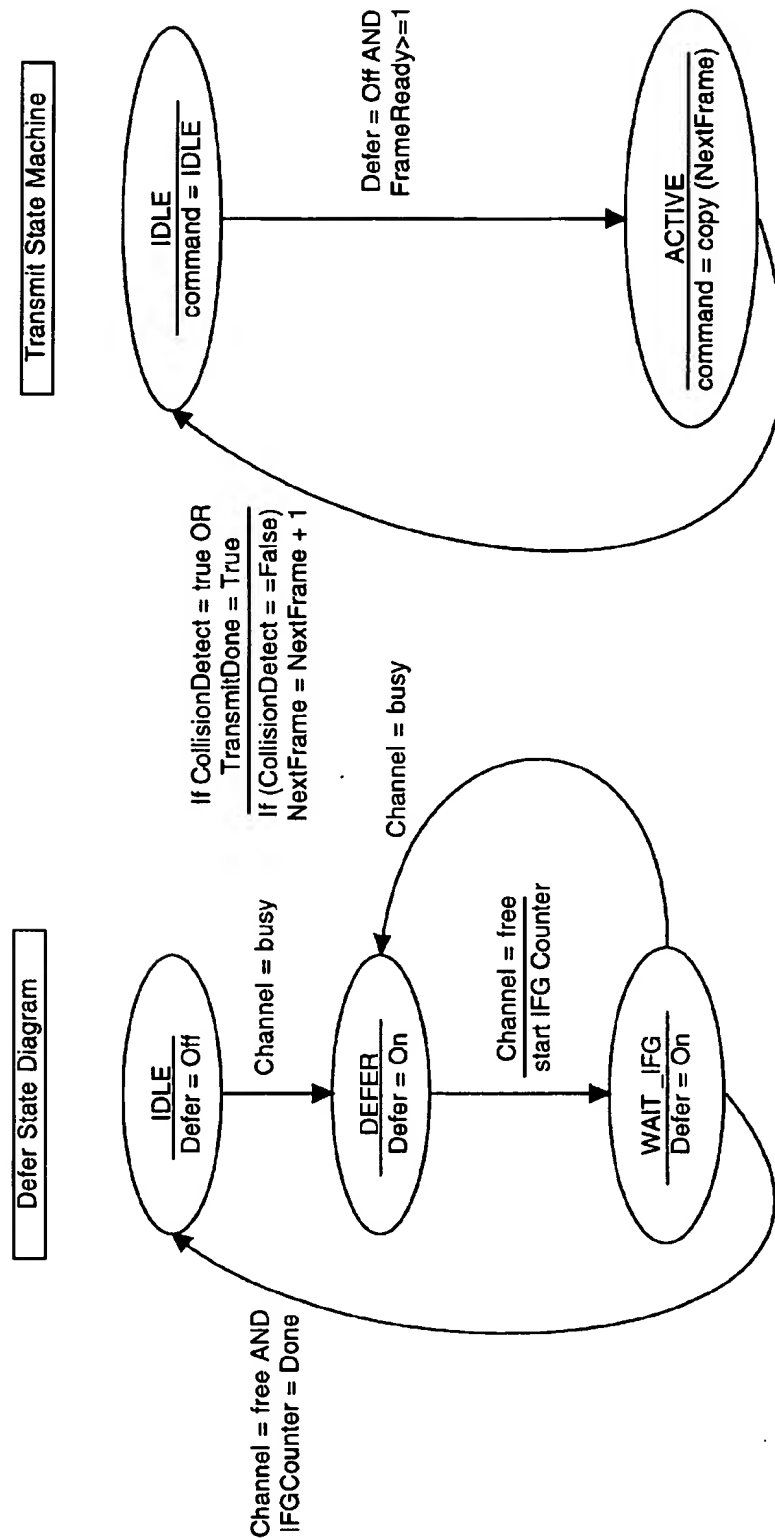 Defer State Diagram
IDLE
Defer = Off
Channel = busy
DEFER
Defer = On
Channel = busy
Channel = free
start IFG Counter
WAIT_IFG
Defer = On
Channel = free AND
IFGCounter = Done
Transmit State Machine
IDLE
command = IDLE
Defer = Off AND
FrameReady>=1
ACTIVE
command = copy (NextFrame)
If CollisionDetect = true OR
TransmitDone = True
If (CollisionDetect = =False)
NextFrame = NextFrame + 1